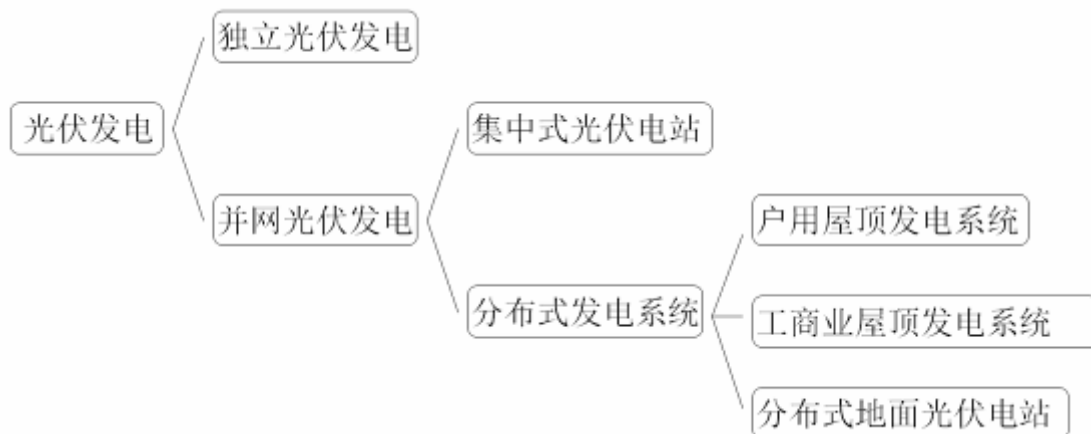 独立光伏发电
光伏发电
集中式光伏电站
并网光伏发电
户用屋顶发电系统
分布式发电系统
工商业屋顶发电系统
分布式地面光伏电站